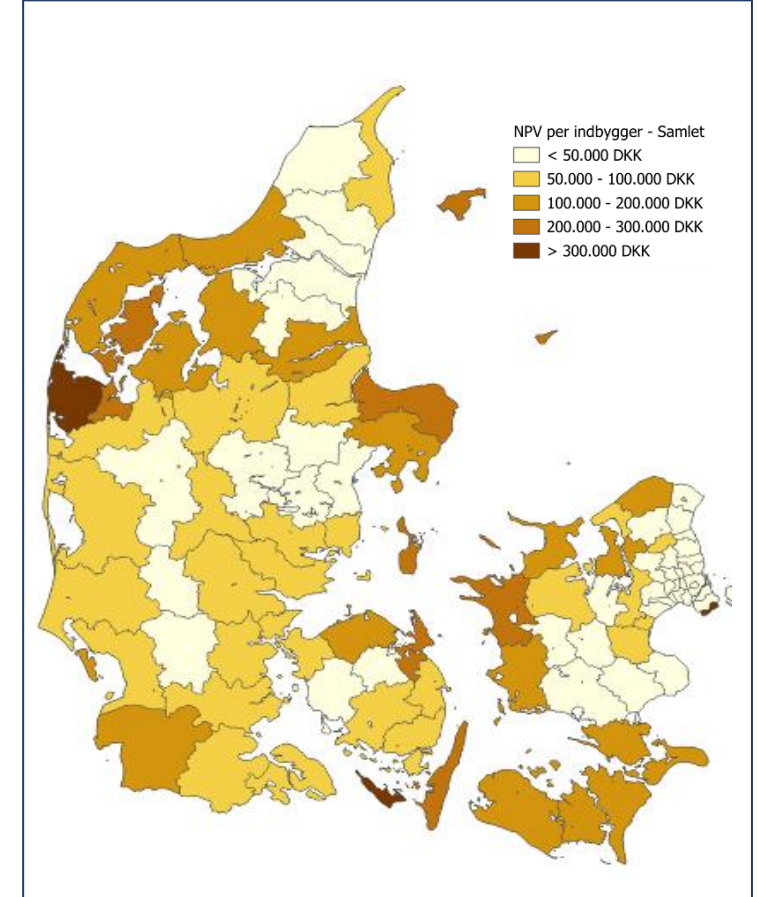 NPV per indbygger - Samlet
< 50.000 DKK
50.000 - 100.000 DKK
100.000 - 200.000 DKK
200.000 - 300.000 DKK
> 300.000 DKK